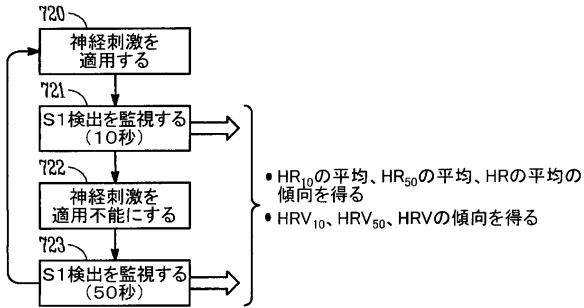 720
神経刺激を
適用する
721
S1検出を監視する
（10秒）
722
神経刺激を
適用不能にする
723
S1検出を監視する
（50秒）
• HR₁₀の平均、HR₅₀の平均、HRの平均の
傾向を得る
• HRV₁₀、HRV₅₀、HRVの傾向を得る